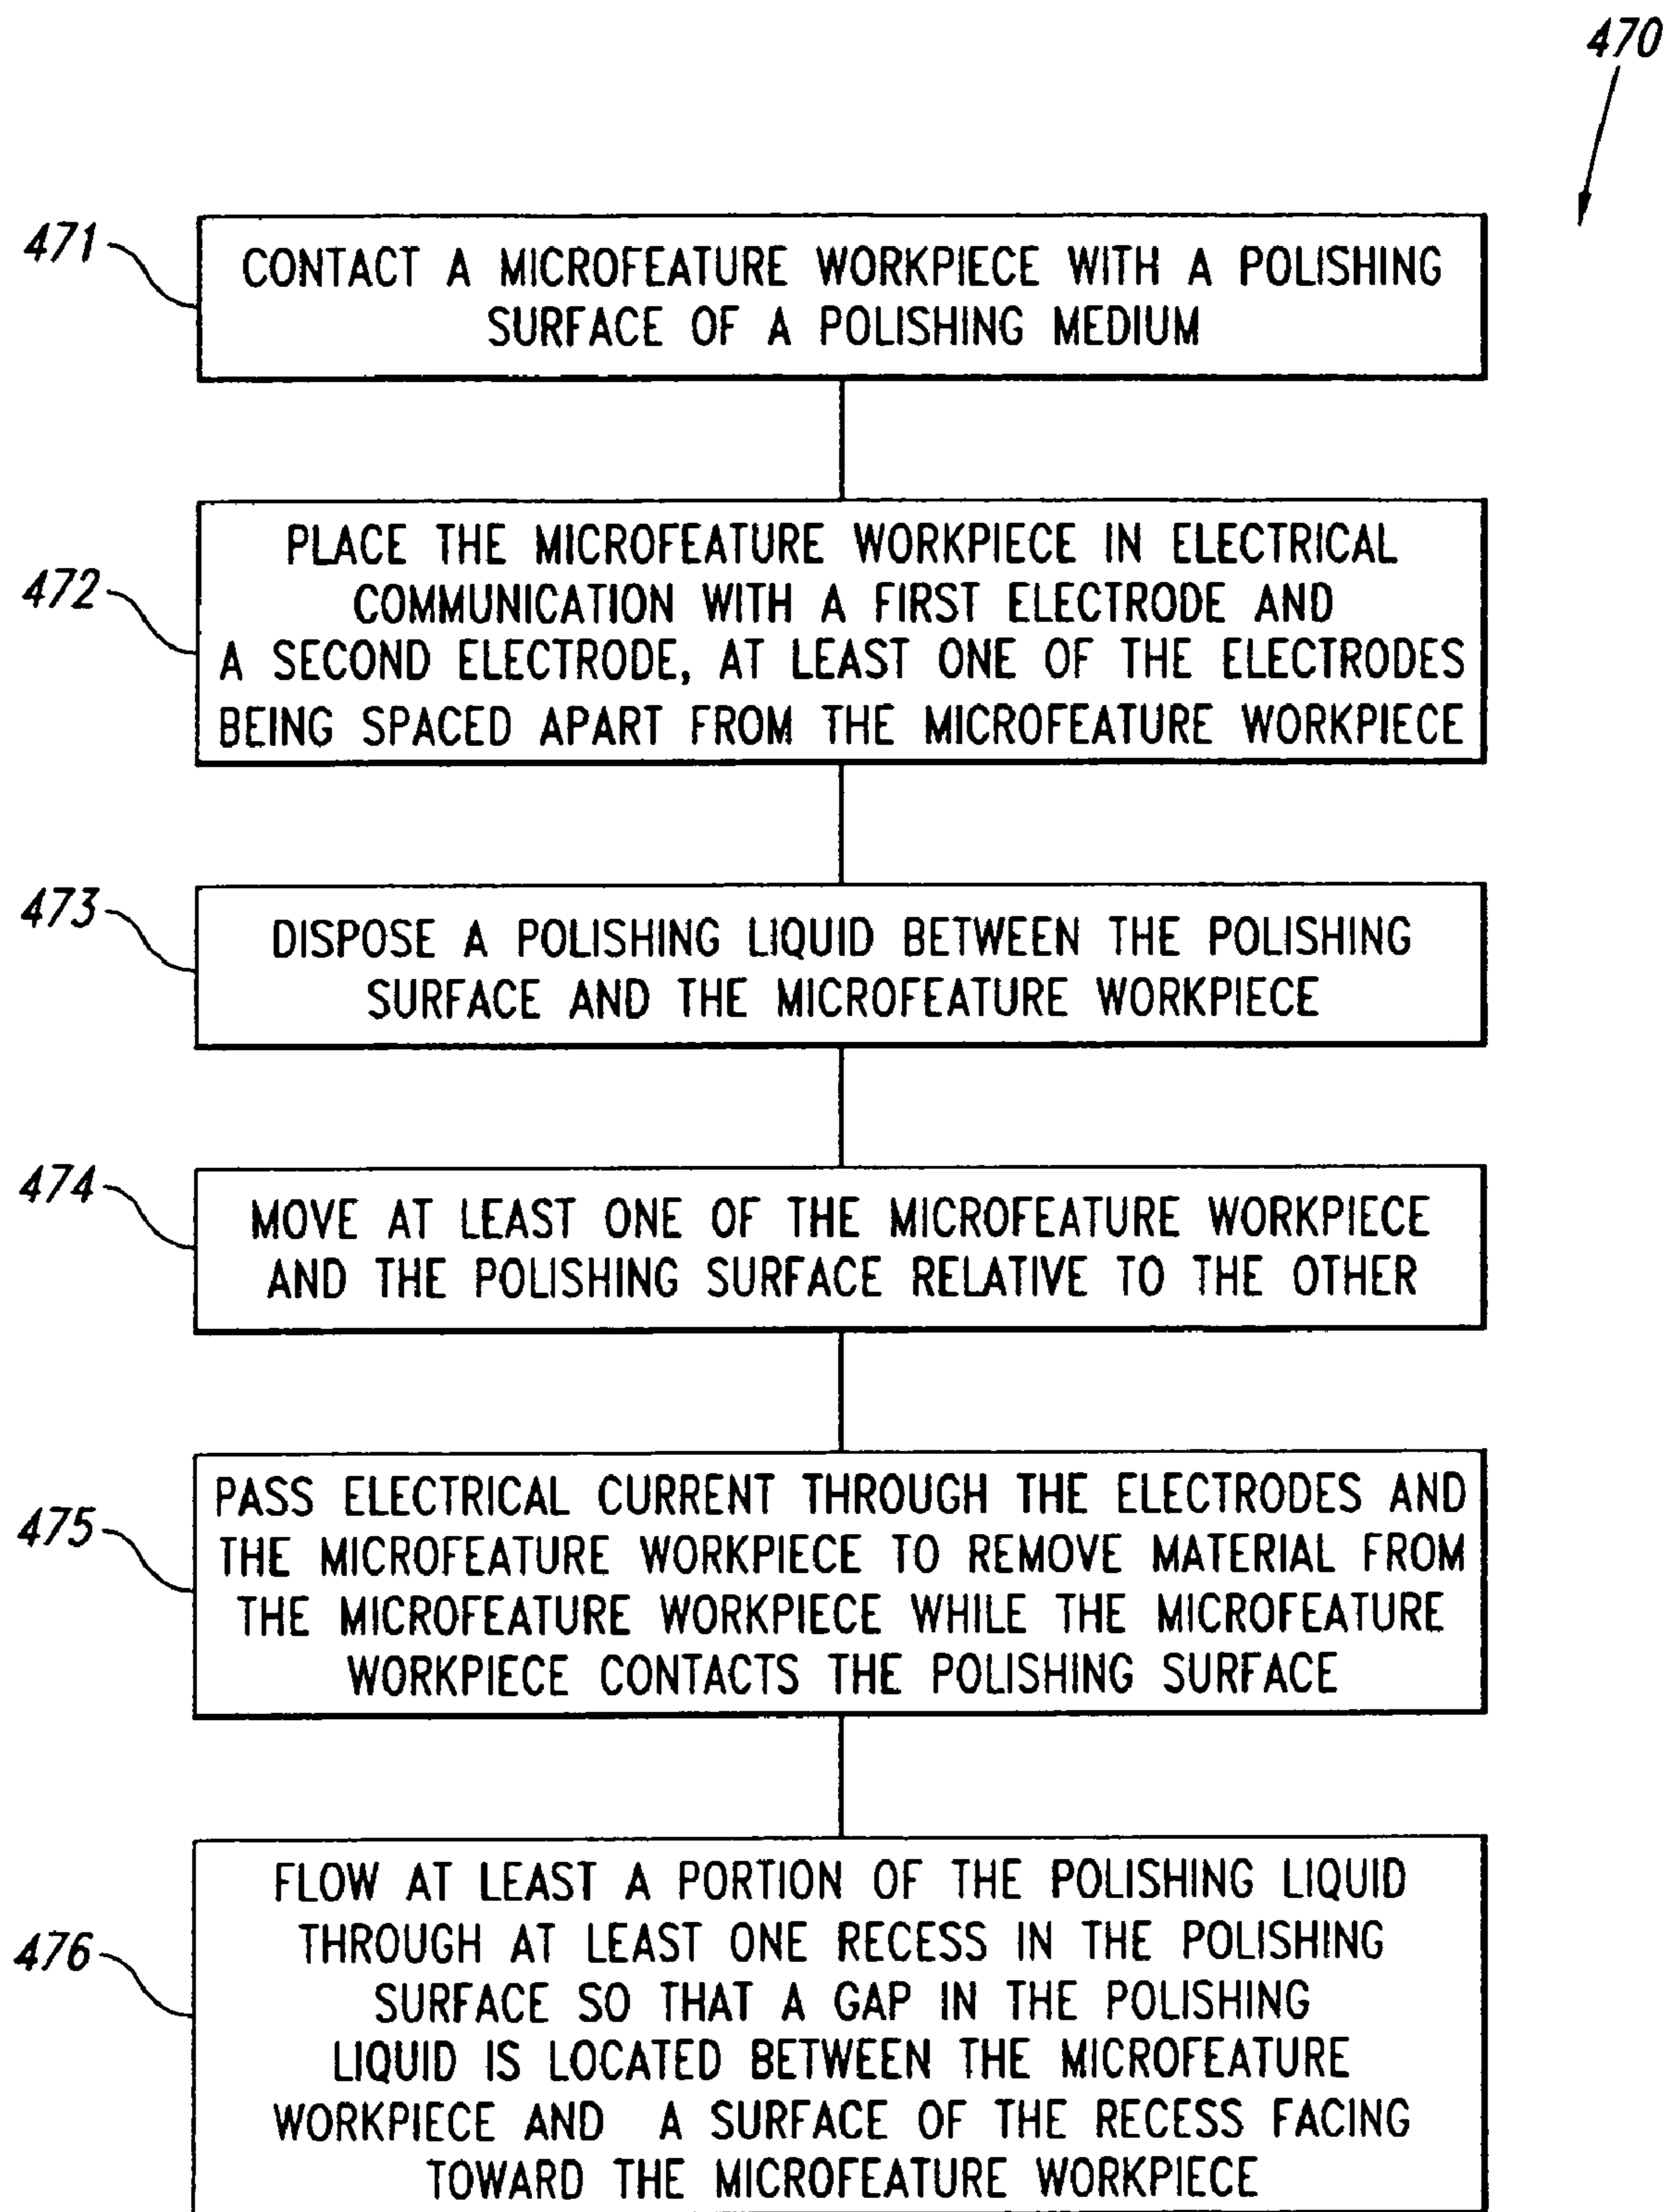 470
471
CONTACT A MICROFEATURE WORKPIECE WITH A POLISHING
SURFACE OF A POLISHING MEDIUM
472
PLACE THE MICROFEATURE WORKPIECE IN ELECTRICAL
COMMUNICATION WITH A FIRST ELECTRODE AND
A SECOND ELECTRODE, AT LEAST ONE OF THE ELECTRODES
BEING SPACED APART FROM THE MICROFEATURE WORKPIECE
473
DISPOSE A POLISHING LIQUID BETWEEN THE POLISHING
SURFACE AND THE MICROFEATURE WORKPIECE
474
MOVE AT LEAST ONE OF THE MICROFEATURE WORKPIECE
AND THE POLISHING SURFACE RELATIVE TO THE OTHER
475
PASS ELECTRICAL CURRENT THROUGH THE ELECTRODES AND
THE MICROFEATURE WORKPIECE TO REMOVE MATERIAL FROM
THE MICROFEATURE WORKPIECE WHILE THE MICROFEATURE
WORKPIECE CONTACTS THE POLISHING SURFACE
476
FLOW AT LEAST A PORTION OF THE POLISHING LIQUID
THROUGH AT LEAST ONE RECESS IN THE POLISHING
SURFACE SO THAT A GAP IN THE POLISHING
LIQUID IS LOCATED BETWEEN THE MICROFEATURE
WORKPIECE AND A SURFACE OF THE RECESS FACING
TOWARD THE MICROFEATURE WORKPIECE